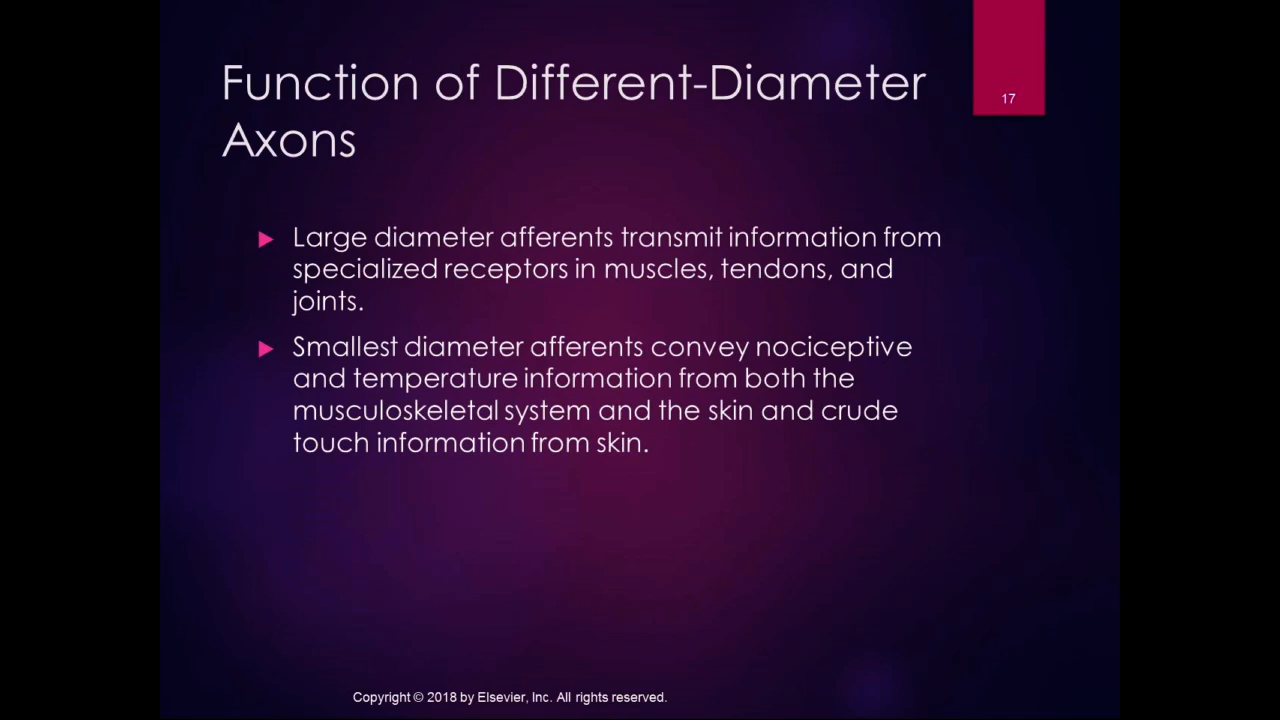 Function of Different-Diameter
Axons
17
Large diameter afferents transmit information from
specialized receptors in muscles, tendons, and
joints.
Smallest diameter afferents convey nociceptive
and temperature information from both the
musculoskeletal system and the skin and crude
touch information from skin.
Copyright © 2018 by Elsevier, Inc. All rights reserved.